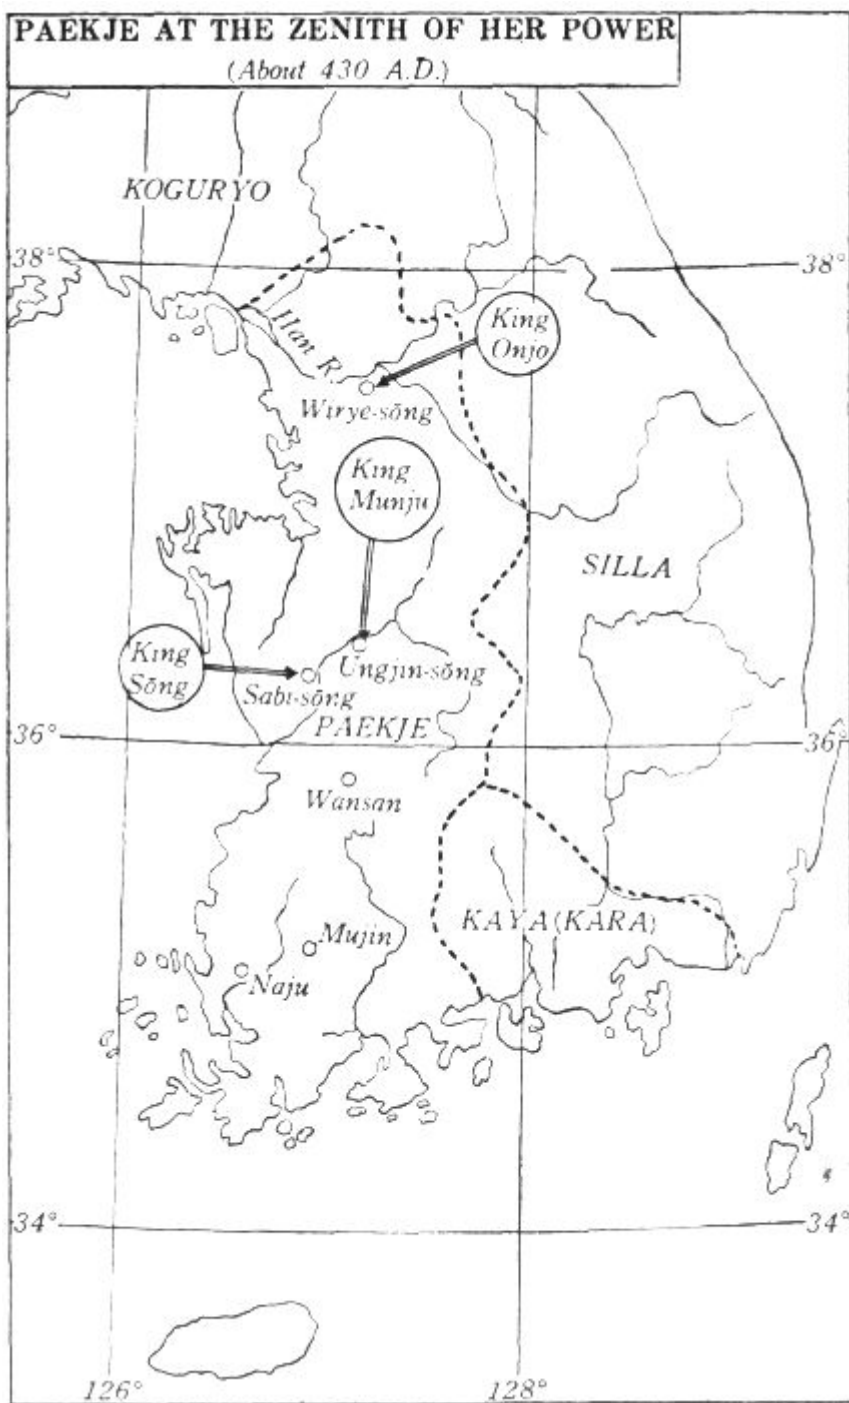 PAEKJE AT THE ZENITH OF HER POWER
(About 430 A.D.)
KOGURYO
38°
38°
Han R.
King
Onjo
Wirye-sŏng
King
Munju
SILLA
King
Sŏng
Ungjin-sŏng
Sabi-sŏng
PAEKJE
36°
36°
Wansan
KAYA (KARA)
Mujin
Naju
34°
34°
126°
128°